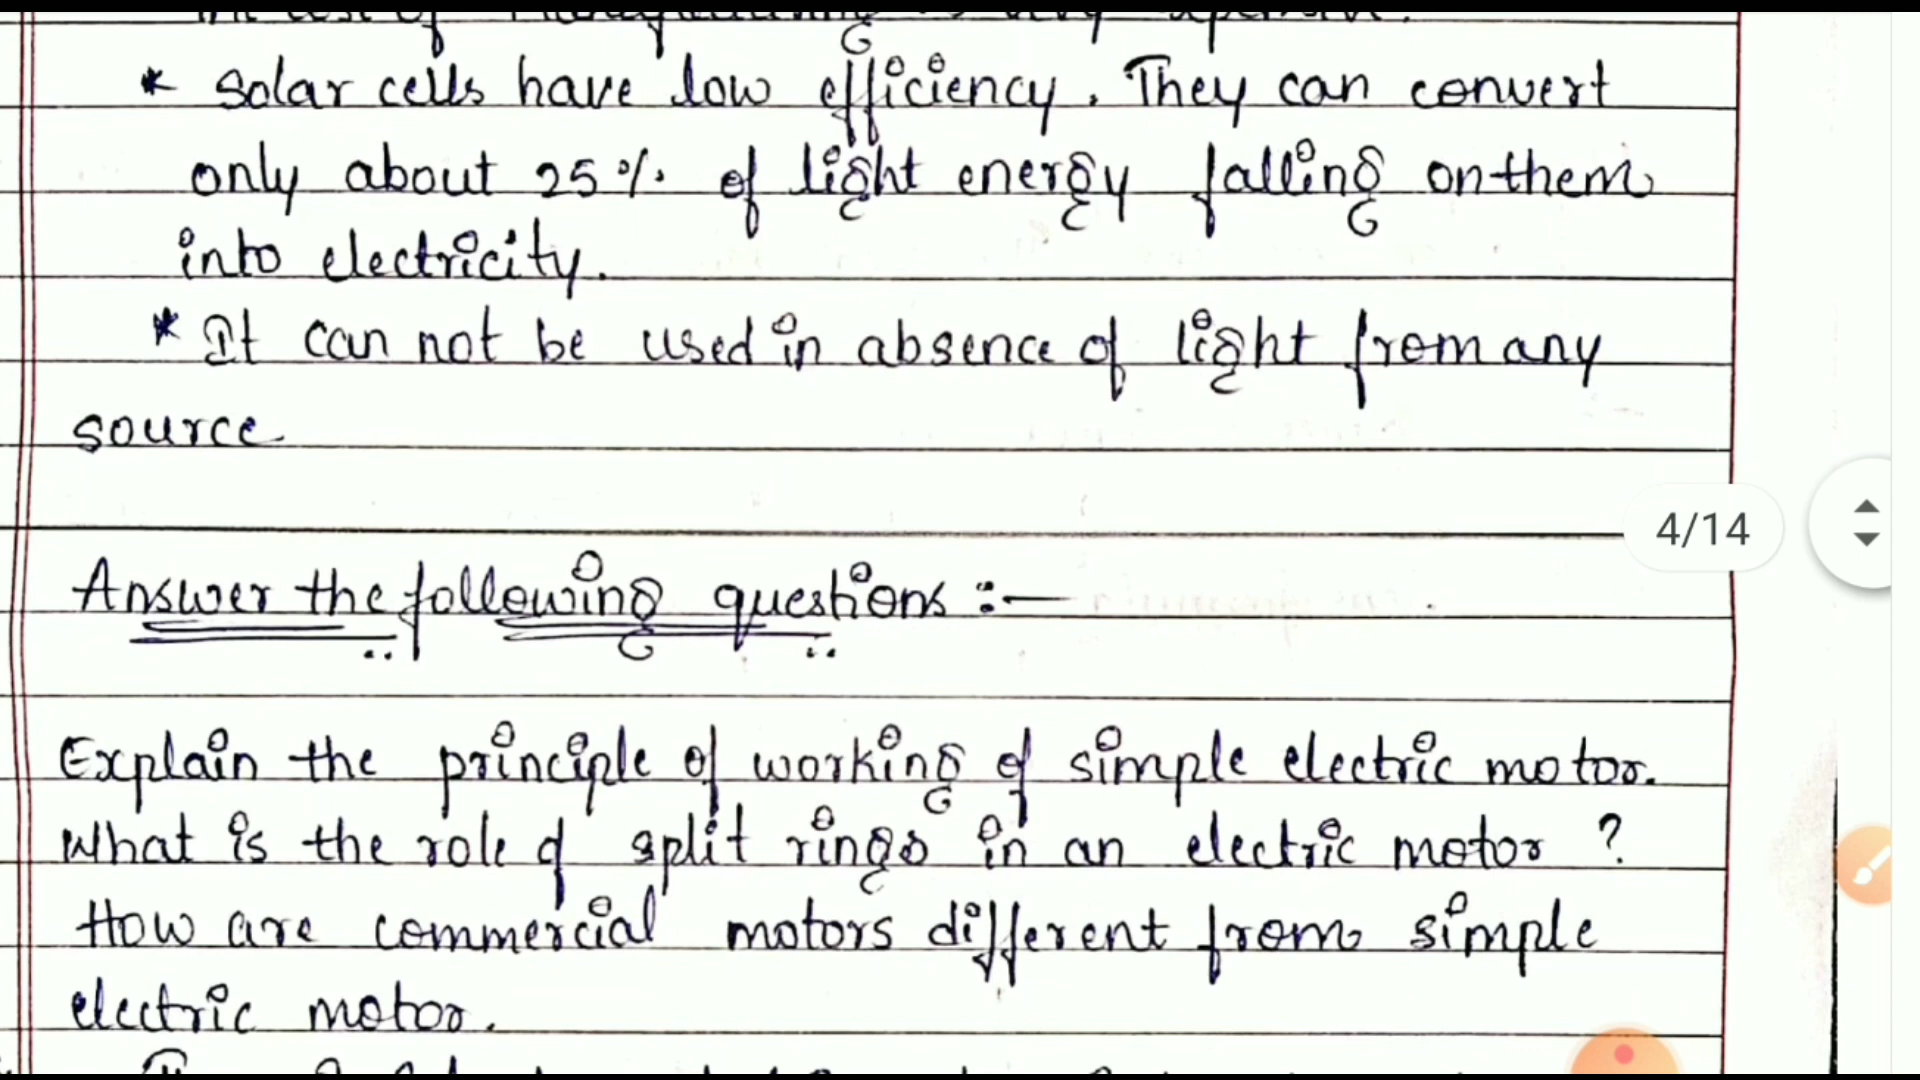 * Solar cells have low efficiency. They can convert
only about 25% of light energy falling on them
into electricity.
* It can not be used in absence of light from any
source
4/14
Answer the following questions :-
Explain the principle of working of simple electric motor.
What is the role of split rings in an electric motor ?
How are commercial motors different from simple
electric motor.